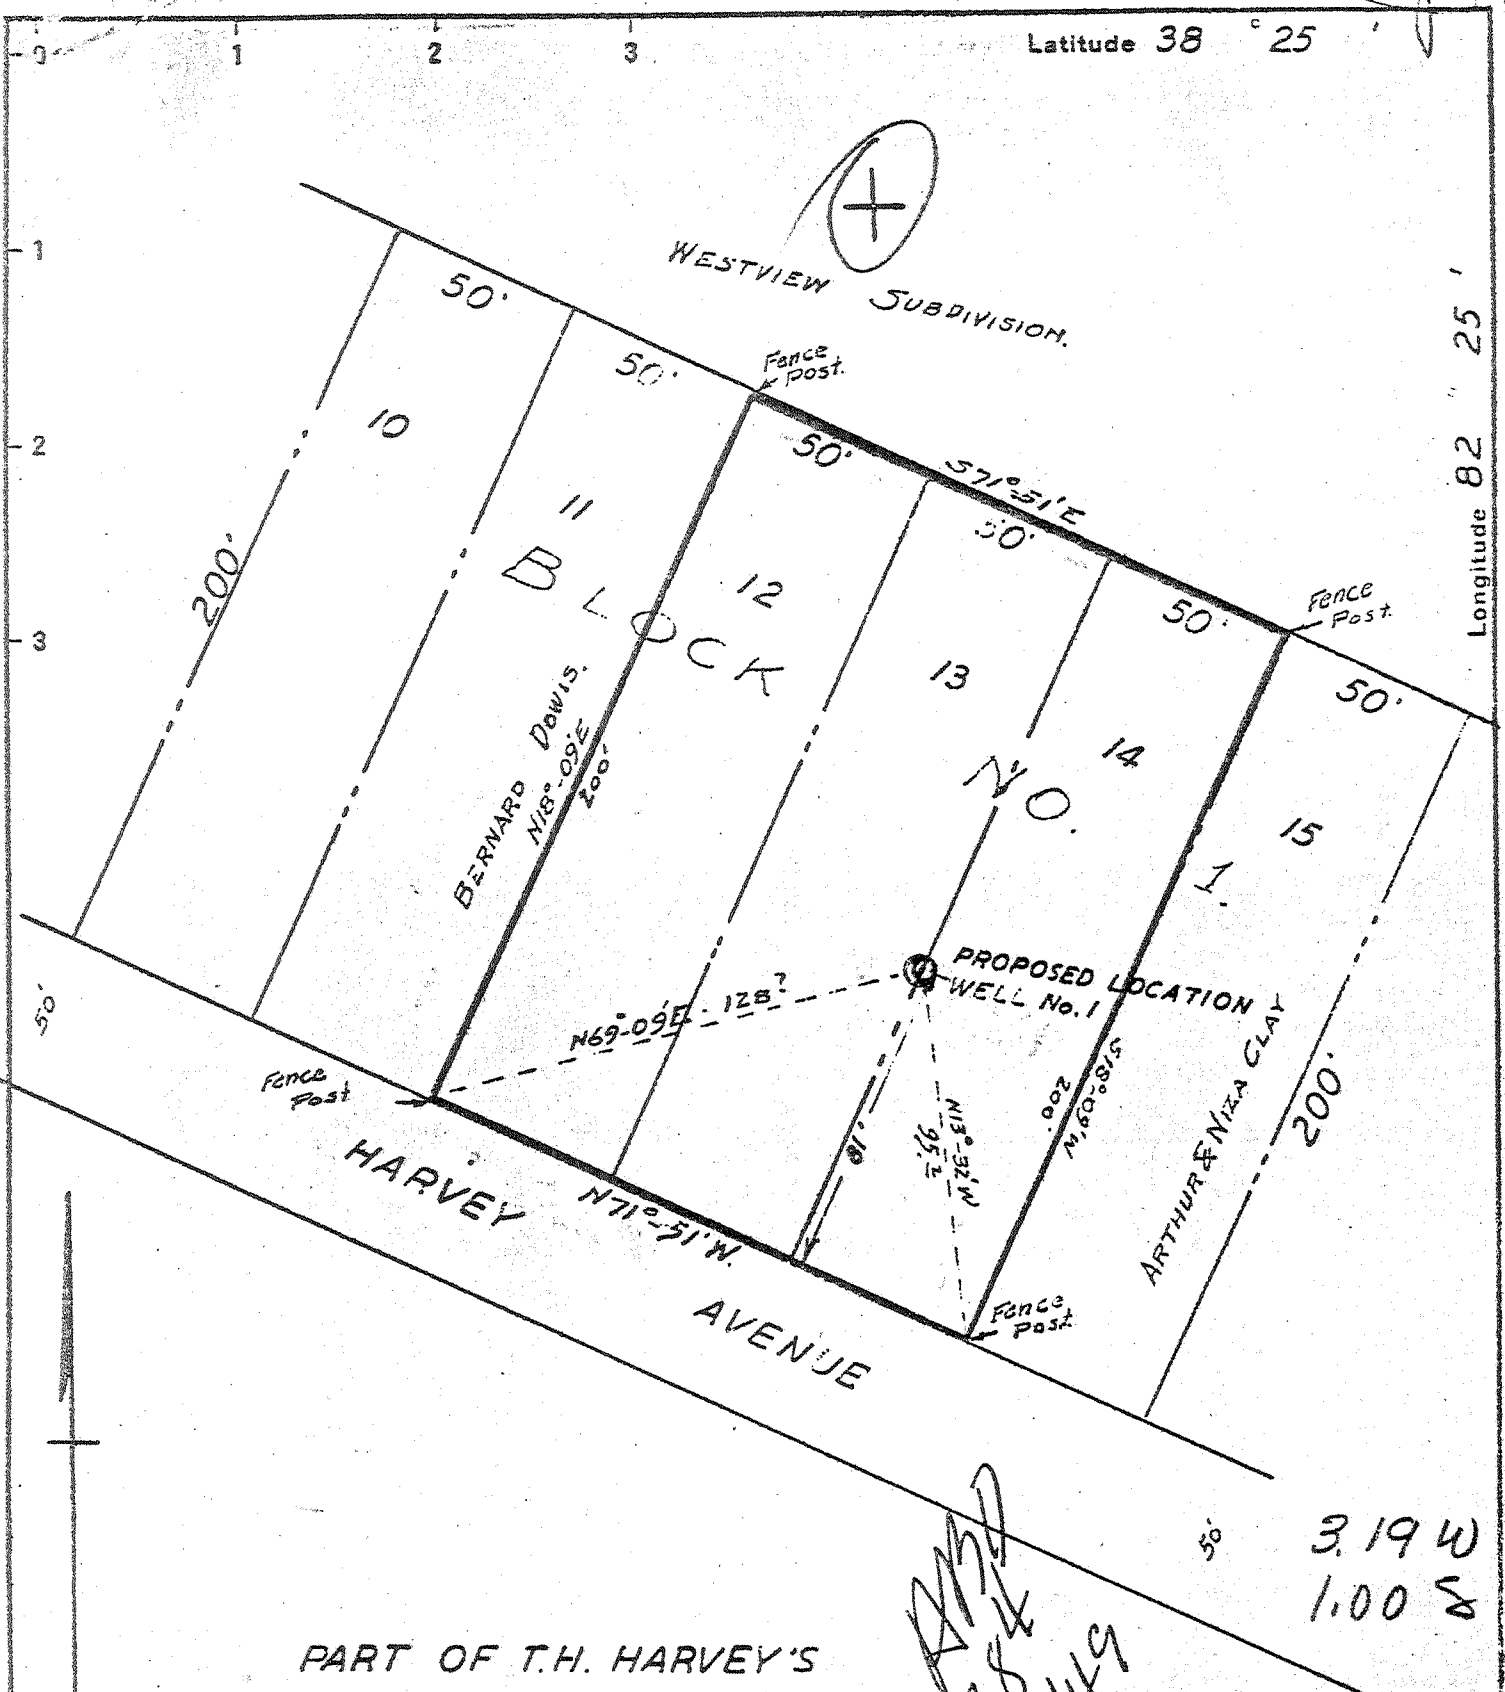 0 1 2 3
Latitude 38 ° 25 '
1
2
3
Longitude 82 " 25 '
WESTVIEW SUBDIVISION.
50'
50'
Fence
Post.
50'
S71°-51'E
50'
50'
Fence
Post.
50'
10
11
12
13
14
15
BLOCK NO. 1.
200'
BERNARD DOWIS.
N18°-09'E
200'
PROPOSED LOCATION
WELL No. 1
N69°-09'E - 128'
N13°-32'W
95.
S18°-09'W
200'
ARTHUR & NIZA CLAY
200'
50'
Fence
Post
81'
N71°-51'W.
Fence
Post
HARVEY AVENUE
50'
3.19 W
1.00 S
PART OF T.H. HARVEY'S